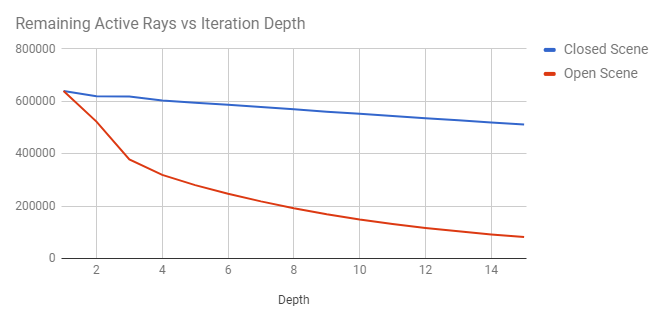 Remaining Active Rays vs Iteration Depth
800000
600000
400000
200000
0
2 4 6 8 10 12 14
Depth
Closed Scene
Open Scene